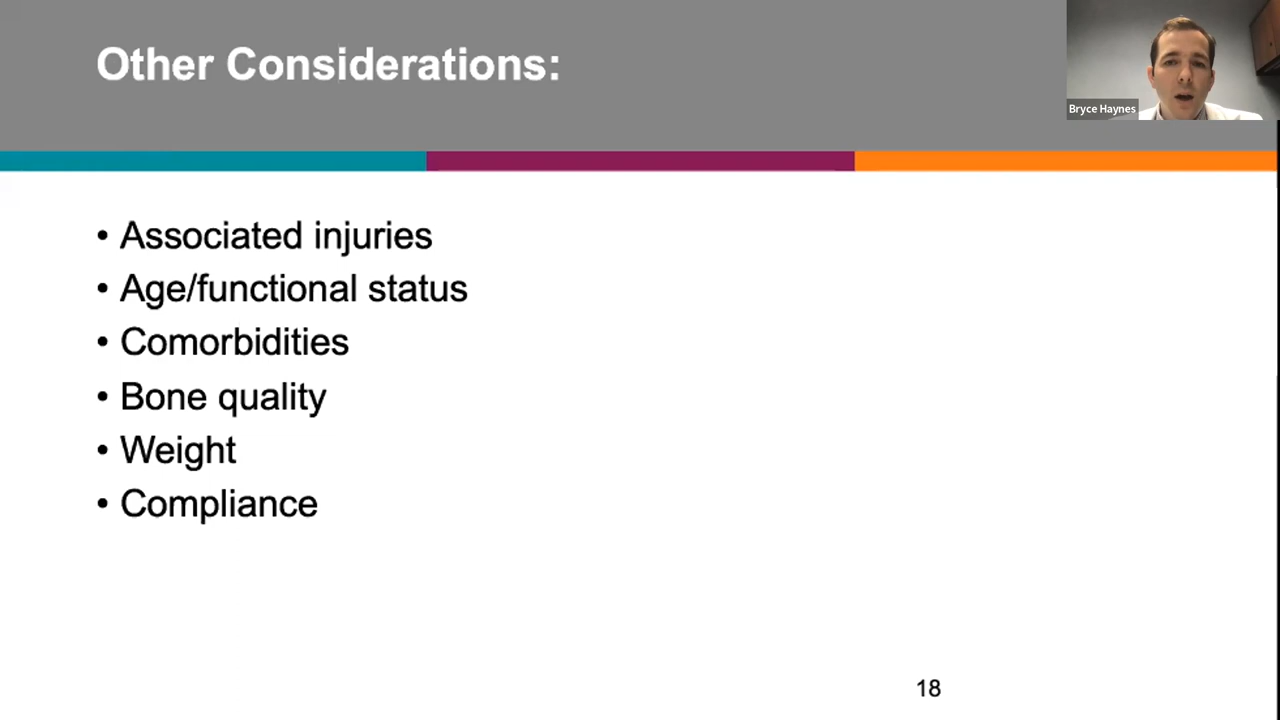 Other Considerations:
Bryce Haynes
• Associated injuries
• Age/functional status
• Comorbidities
• Bone quality
• Weight
• Compliance
18